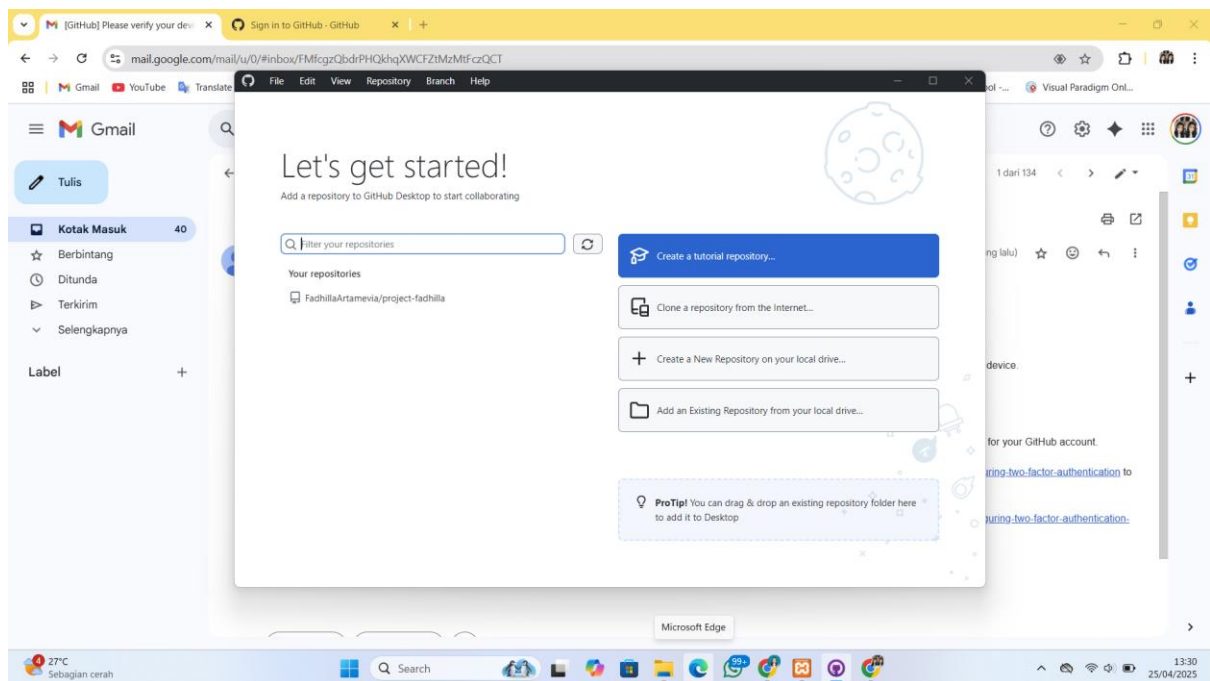 [GitHub] Please verify your dev
Sign in to GitHub · GitHub
mail.google.com/mail/u/0/#inbox/FMfcgzQbdrPHQkhqXWCFZtMzMtFczQCT
Gmail
YouTube
Translate
ool -...
Visual Paradigm Onl...
File Edit View Repository Branch Help
Gmail
Tulis
1 dari 134
Kotak Masuk 40
Berbintang
Ditunda
Terkirim
Selengkapnya
Label
ng lalu)
device.
for your GitHub account.
uring-two-factor-authentication to
uring-two-factor-authentication-
Let's get started!
Add a repository to GitHub Desktop to start collaborating
Filter your repositories
Your repositories
FadhillaArtamevia/project-fadhilla
Create a tutorial repository...
Clone a repository from the Internet...
Create a New Repository on your local drive...
Add an Existing Repository from your local drive...
ProTip! You can drag & drop an existing repository folder here
to add it to Desktop
Microsoft Edge
4
27°C
Sebagian cerah
Search
99+
13:30
25/04/2025